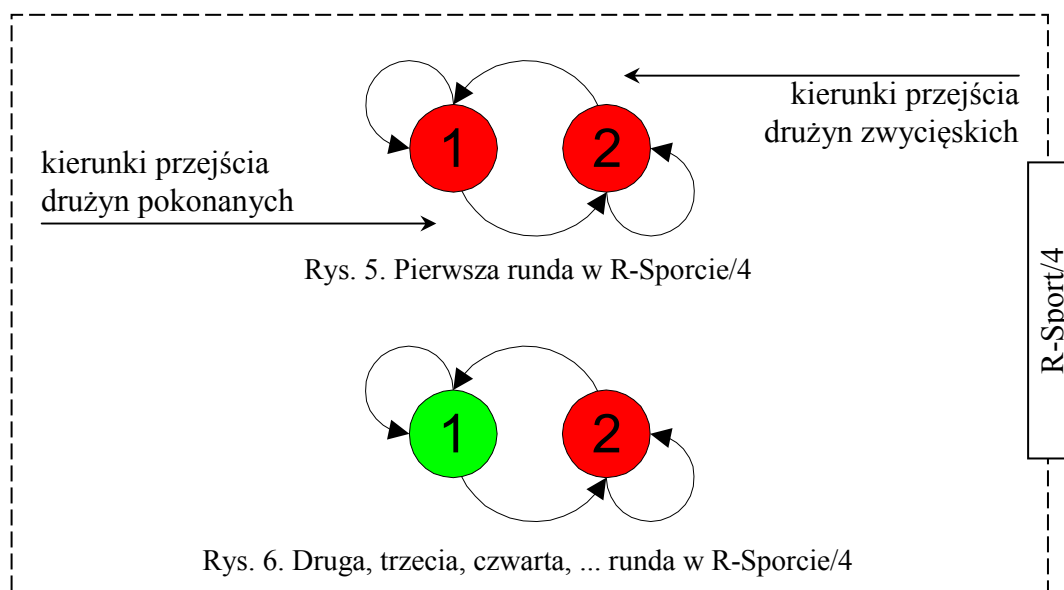 kierunki przejścia
drużyn zwycięskich
1 2
kierunki przejścia
drużyn pokonanych
Rys. 5. Pierwsza runda w R-Sporcie/4
R-Sport/4
1 2
Rys. 6. Druga, trzecia, czwarta, ... runda w R-Sporcie/4